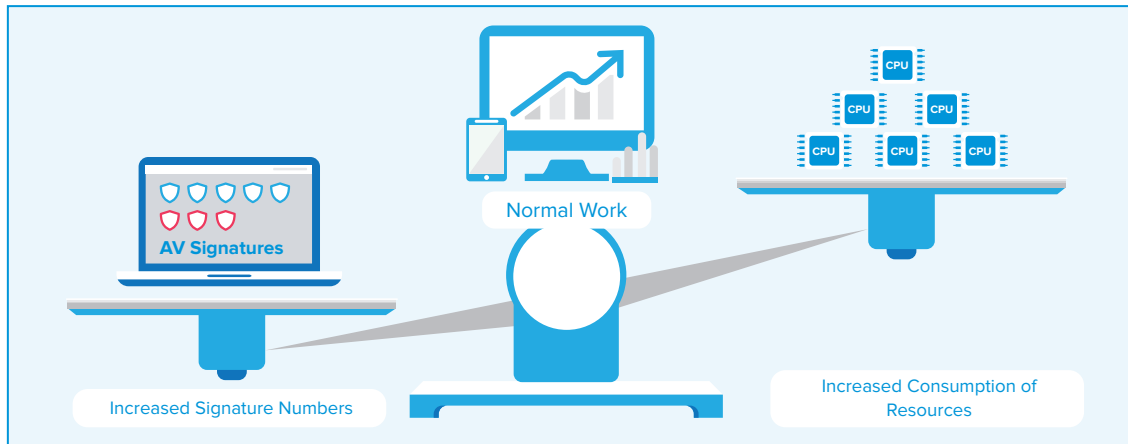 CPU
CPU CPU
CPU CPU CPU
Normal Work
AV Signatures
Increased Signature Numbers
Increased Consumption of
Resources